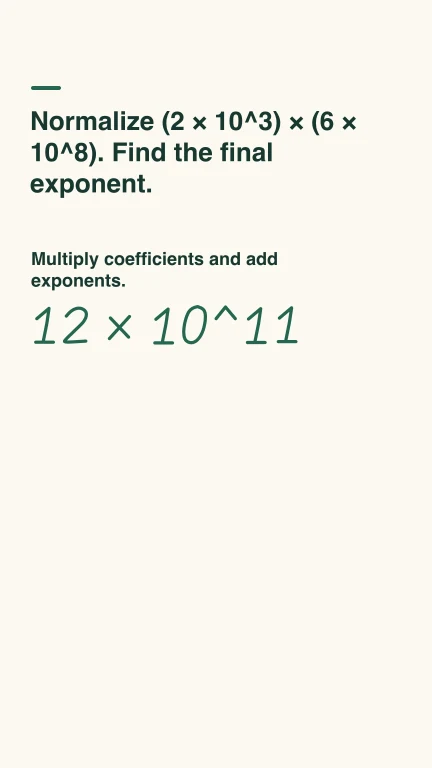 Normalize (2 × 10^3) × (6 ×
10^8). Find the final
exponent.
Multiply coefficients and add
exponents.
12 × 10^11